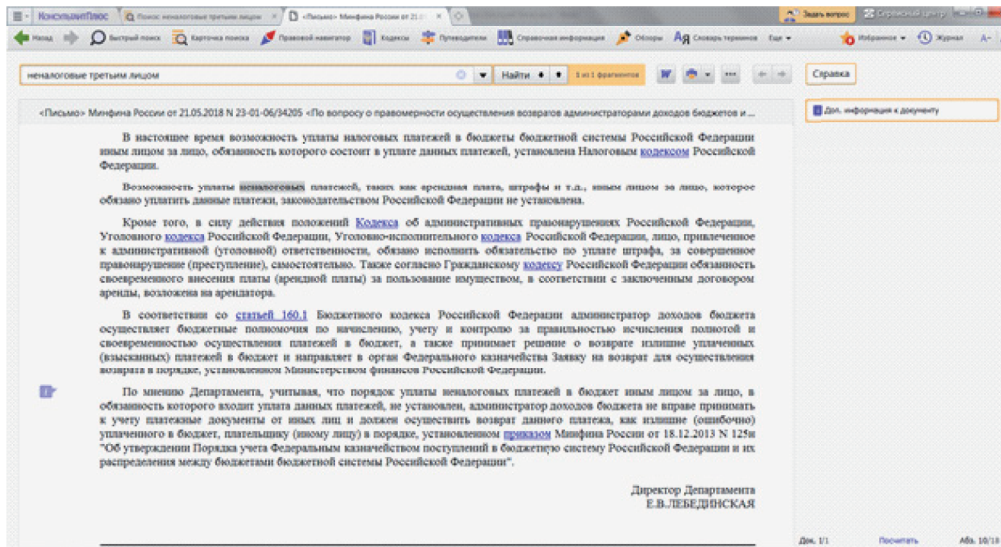 КонсультантПлюс
Поиск: неналоговые третьим лицом
<Письмо> Минфина России от 21.0
Задать вопрос
Сервисный центр
Назад
Быстрый поиск
Карточка поиска
Правовой навигатор
Кодексы
Путеводители
Справочная информация
Обзоры
Словарь терминов
Еще
Избранное
Журнал
А-
неналоговые третьим лицом
Найти
1 из 1 фрагментов
Справка
<Письмо> Минфина России от 21.05.2018 N 23-01-06/34205 <По вопросу о правомерности осуществления возвратов администраторами доходов бюджетов и ...
Доп. информация к документу
В настоящее время возможность уплаты налоговых платежей в бюджеты бюджетной системы Российской Федерации
иным лицом за лицо, обязанность которого состоит в уплате данных платежей, установлена Налоговым кодексом Российской
Федерации.
Возможность уплаты неналоговых платежей, таких как арендная плата, штрафы и т.д., иным лицом за лицо, которое
обязано уплатить данные платежи, законодательством Российской Федерации не установлена.
Кроме того, в силу действия положений Кодекса об административных правонарушениях Российской Федерации,
Уголовного кодекса Российской Федерации, Уголовно-исполнительного кодекса Российской Федерации, лицо, привлеченное
к административной (уголовной) ответственности, обязано исполнить обязательство по уплате штрафа, за совершенное
правонарушение (преступление), самостоятельно. Также согласно Гражданскому кодексу Российской Федерации обязанность
своевременного внесения платы (арендной платы) за пользование имуществом, в соответствии с заключенным договором
аренды, возложена на арендатора.
В соответствии со статьей 160.1 Бюджетного кодекса Российской Федерации администратор доходов бюджета
осуществляет бюджетные полномочия по начислению, учету и контролю за правильностью исчисления полнотой и
своевременностью осуществления платежей в бюджет, а также принимает решение о возврате излишне уплаченных
(взысканных) платежей в бюджет и направляет в орган Федерального казначейства Заявку на возврат для осуществления
возврата в порядке, установленном Министерством финансов Российской Федерации.
По мнению Департамента, учитывая, что порядок уплаты неналоговых платежей в бюджет иным лицом за лицо, в
обязанность которого входит уплата данных платежей, не установлен, администратор доходов бюджета не вправе принимать
к учету платежные документы от иных лиц и должен осуществить возврат данного платежа, как излишне (ошибочно)
уплаченного в бюджет, плательщику (иному лицу) в порядке, установленном приказом Минфина России от 18.12.2013 N 125н
"Об утверждении Порядка учета Федеральным казначейством поступлений в бюджетную систему Российской Федерации и их
распределения между бюджетами бюджетной системы Российской Федерации".
Директор Департамента
Е.В.ЛЕБЕДИНСКАЯ
Док. 1/1
Посчитать
Абз. 10/18